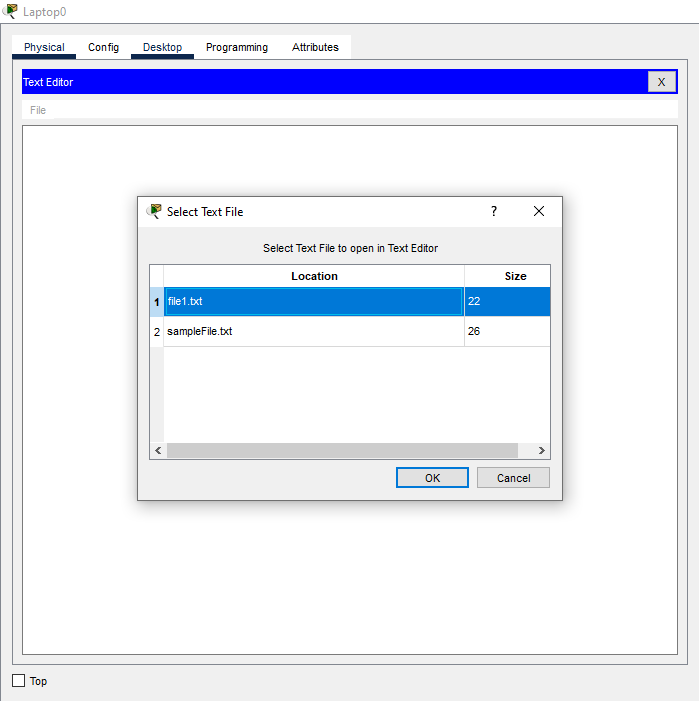 Laptop0
Physical Config Desktop Programming Attributes
Text Editor X
File
Select Text File ?
Select Text File to open in Text Editor
Location Size
1 file1.txt 22
2 sampleFile.txt 26
OK Cancel
Top